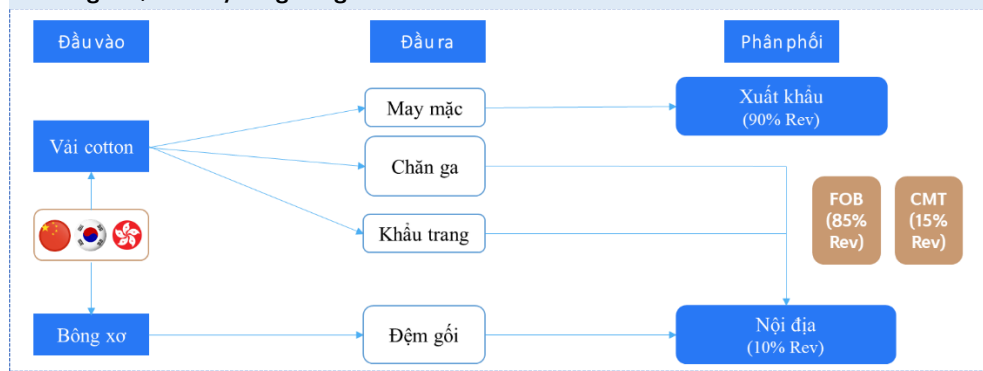 Đầu vào
Đầu ra
Phân phối
May mặc
Xuất khẩu
(90% Rev)
Vải cotton
Chăn ga
FOB
(85%
Rev)
CMT
(15%
Rev)
Khẩu trang
Bông xơ
Đệm gối
Nội địa
(10% Rev)